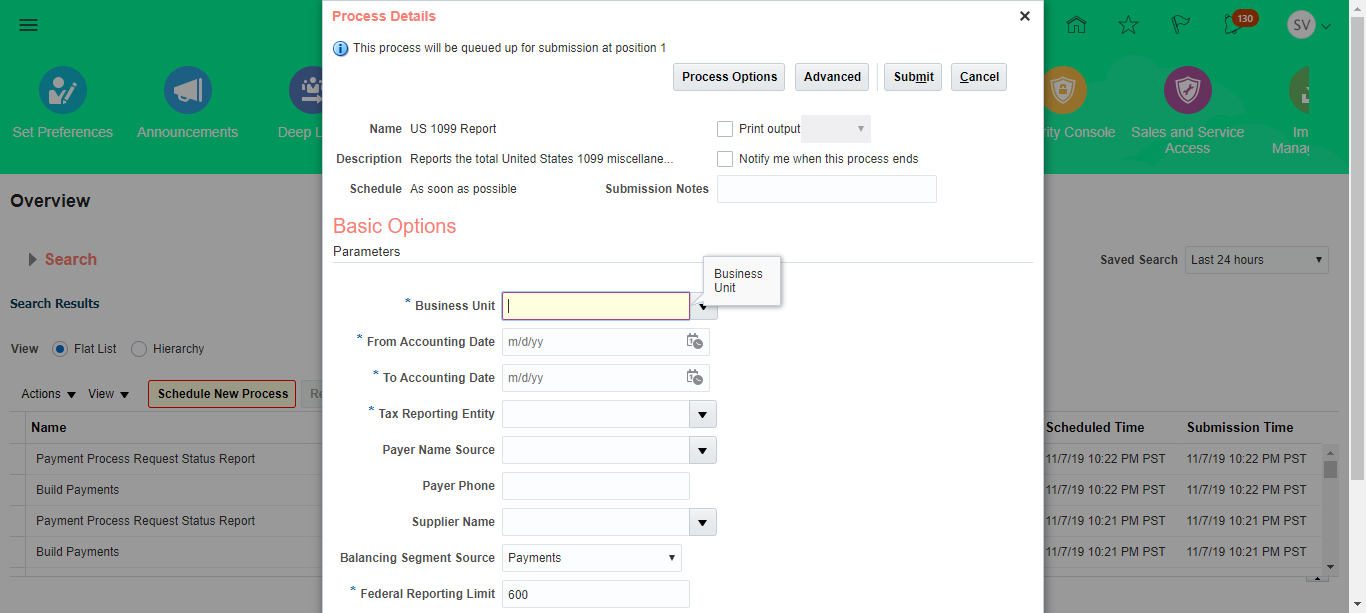 Process Details
This process will be queued up for submission at position 1
130
SV
Process Options
Advanced
Submit
Cancel
Set Preferences
Announcements
Deep L
ity Console
Sales and Service
Access
Im
Manag
Name US 1099 Report
Print output
Description Reports the total United States 1099 miscellane...
Notify me when this process ends
Schedule As soon as possible
Submission Notes
Overview
Basic Options
Parameters
Search
Saved Search Last 24 hours
Business
Unit
Search Results
* Business Unit
View Flat List Hierarchy
* From Accounting Date m/d/yy
* To Accounting Date m/d/yy
Actions View Schedule New Process Re
* Tax Reporting Entity
Name Scheduled Time Submission Time
Payer Name Source
Payment Process Request Status Report 11/7/19 10:22 PM PST 11/7/19 10:22 PM PST
Payer Phone
Build Payments 11/7/19 10:22 PM PST 11/7/19 10:22 PM PST
Supplier Name
Payment Process Request Status Report 11/7/19 10:21 PM PST 11/7/19 10:21 PM PST
Balancing Segment Source Payments
Build Payments 11/7/19 10:21 PM PST 11/7/19 10:21 PM PST
* Federal Reporting Limit 600